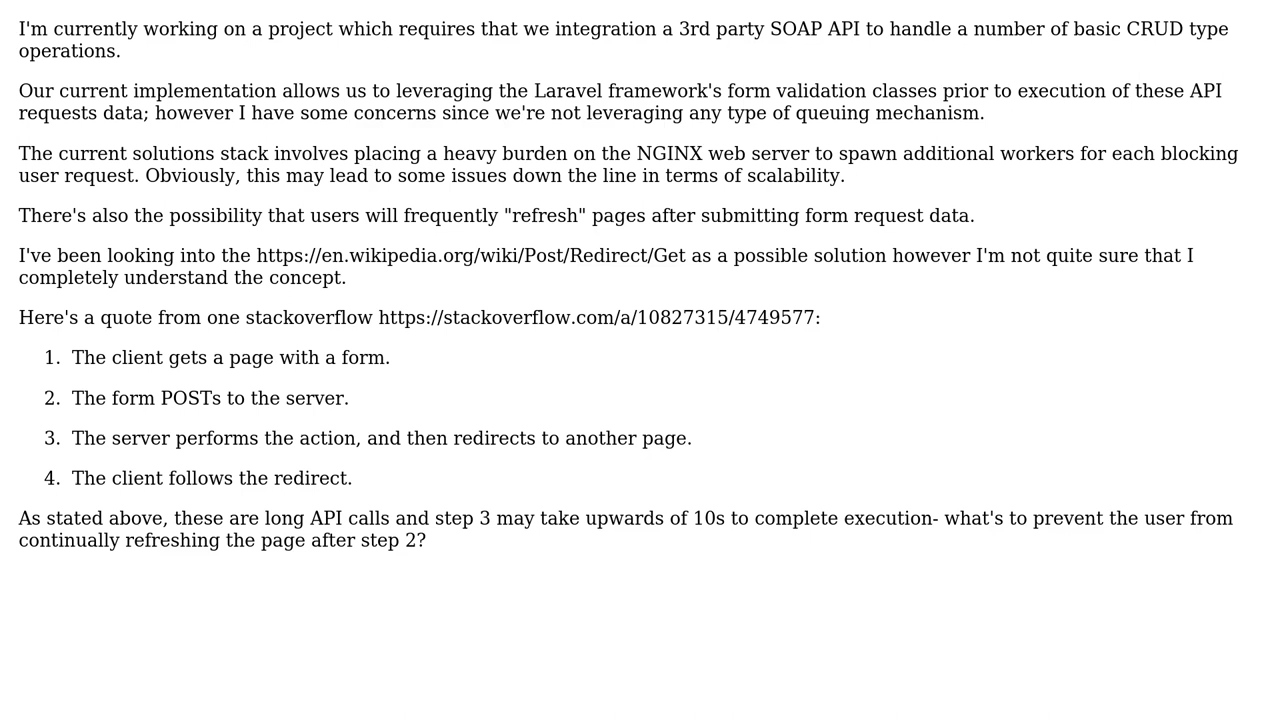 I'm currently working on a project which requires that we integration a 3rd party SOAP API to handle a number of basic CRUD type
operations.
Our current implementation allows us to leveraging the Laravel framework's form validation classes prior to execution of these API
requests data; however I have some concerns since we're not leveraging any type of queuing mechanism.
The current solutions stack involves placing a heavy burden on the NGINX web server to spawn additional workers for each blocking
user request. Obviously, this may lead to some issues down the line in terms of scalability.
There's also the possibility that users will frequently "refresh" pages after submitting form request data.
I've been looking into the https://en.wikipedia.org/wiki/Post/Redirect/Get as a possible solution however I'm not quite sure that I
completely understand the concept.
Here's a quote from one stackoverflow https://stackoverflow.com/a/10827315/4749577:
1. The client gets a page with a form.
2. The form POSTs to the server.
3. The server performs the action, and then redirects to another page.
4. The client follows the redirect.
As stated above, these are long API calls and step 3 may take upwards of 10s to complete execution- what's to prevent the user from
continually refreshing the page after step 2?